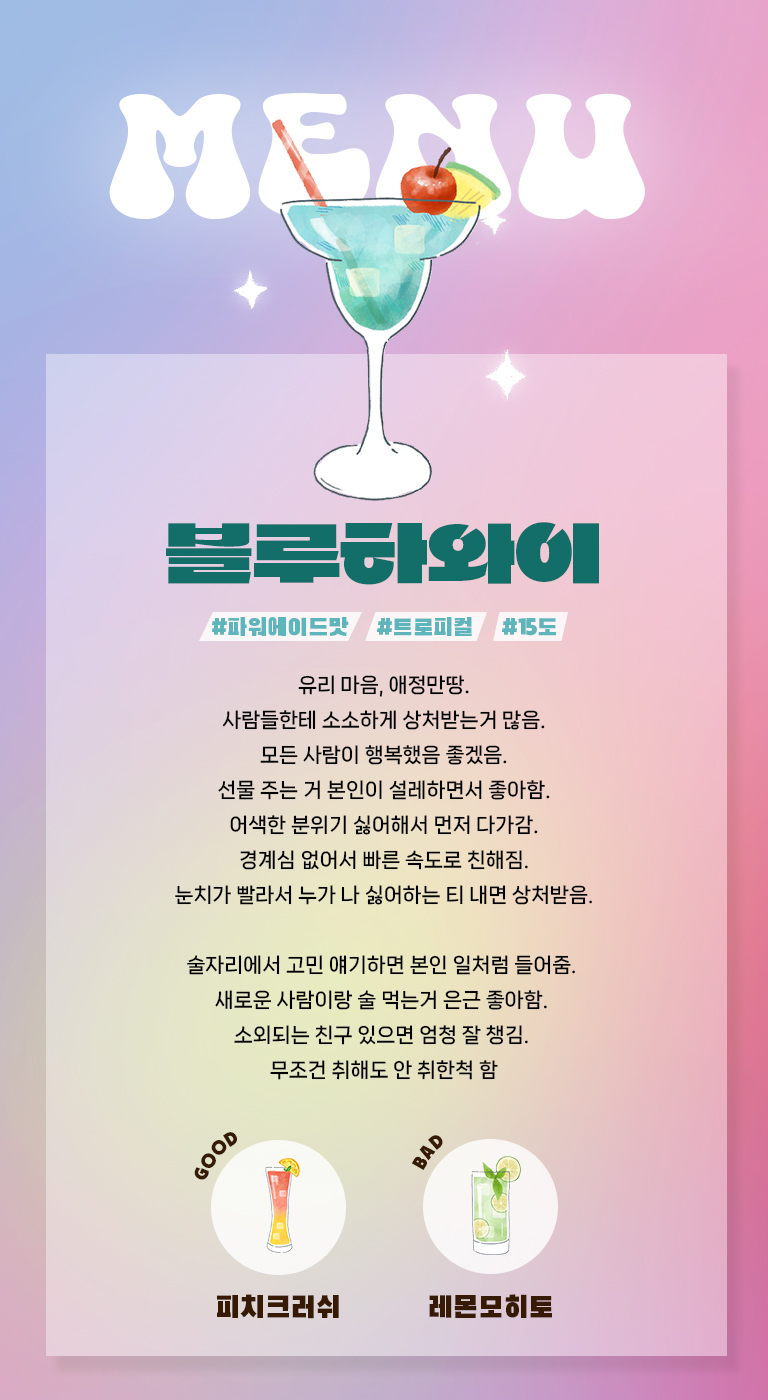 MENU
블루하와이
#파워에이드맛 #트로피컬 #15도
유리 마음, 애정만땅.
사람들한테 소소하게 상처받는거 많음.
모든 사람이 행복했음 좋겠음.
선물 주는 거 본인이 설레하면서 좋아함.
어색한 분위기 싫어해서 먼저 다가감.
경계심 없어서 빠른 속도로 친해짐.
눈치가 빨라서 누가 나 싫어하는 티 내면 상처받음.
술자리에서 고민 얘기하면 본인 일처럼 들어줌.
새로운 사람이랑 술 먹는거 은근 좋아함.
소외되는 친구 있으면 엄청 잘 챙김.
무조건 취해도 안 취한척 함
GOOD
피치크러쉬
BAD
레몬모히토